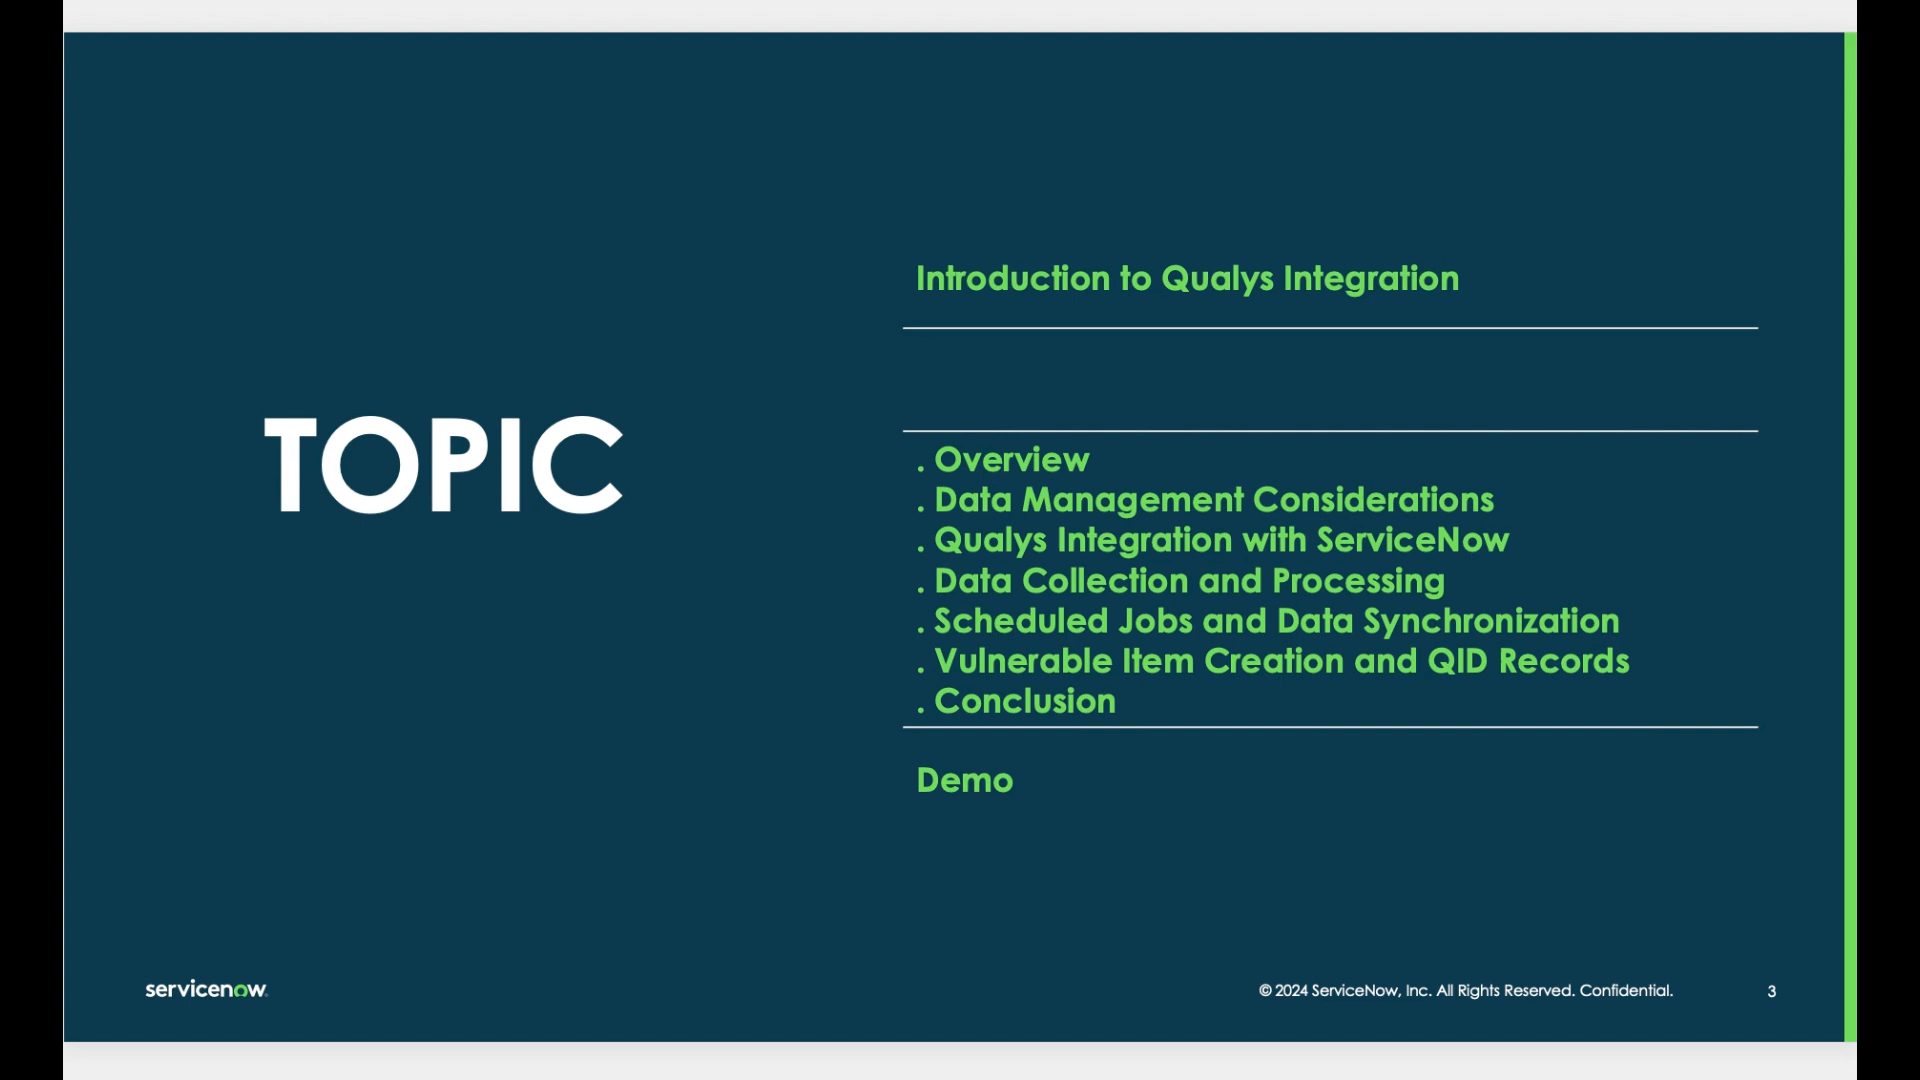 TOPIC
Introduction to Qualys Integration
. Overview
. Data Management Considerations
. Qualys Integration with ServiceNow
. Data Collection and Processing
. Scheduled Jobs and Data Synchronization
. Vulnerable Item Creation and QID Records
. Conclusion
Demo
servicenow.
© 2024 ServiceNow, Inc. All Rights Reserved. Confidential.
3